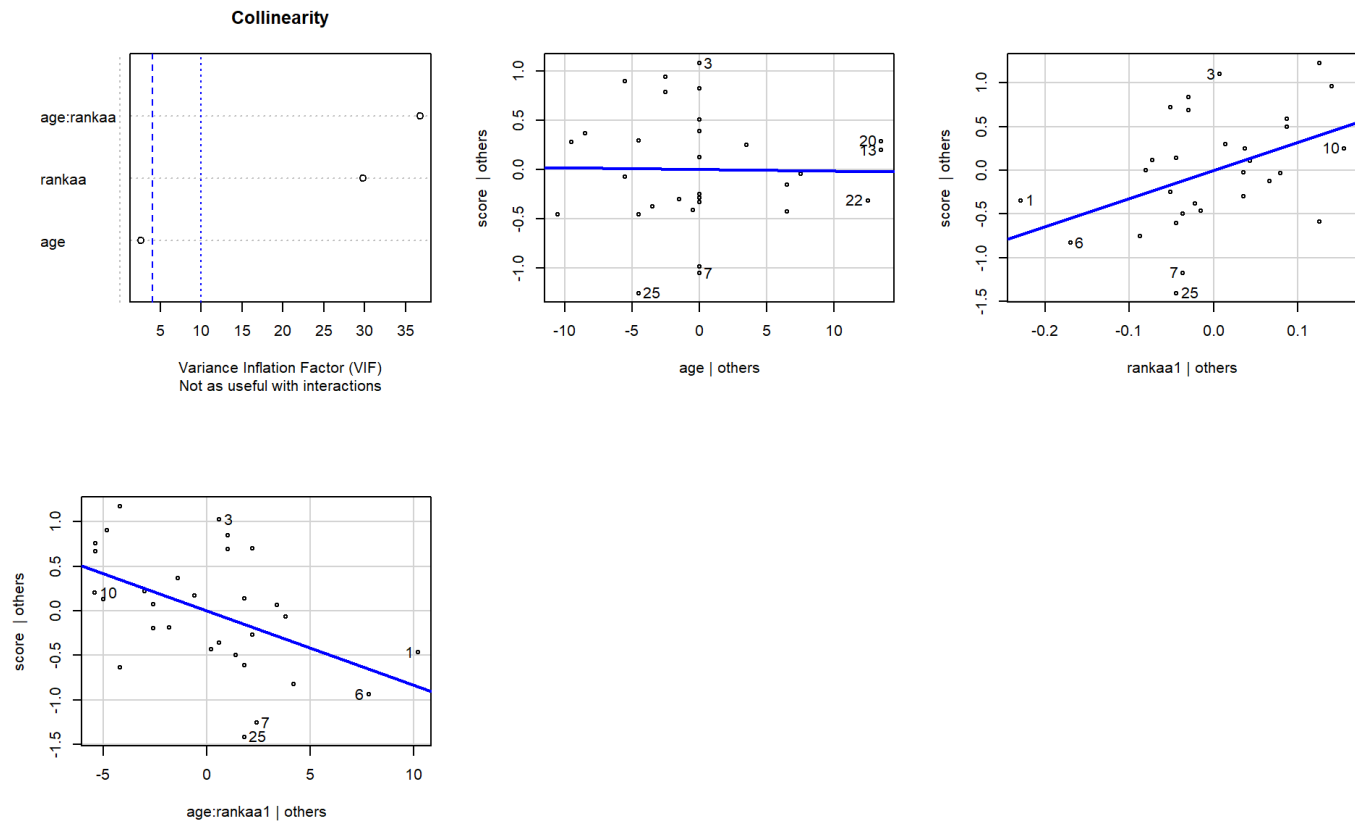 Collinearity
age:rankaa
rankaa
age
5 10 15 20 25 30 35
Variance Inflation Factor (VIF)
Not as useful with interactions
score | others
1.0
0.5
0.0
-0.5
-1.0
3
20
13
22
7
25
-10 -5 0 5 10
age | others
score | others
1.0
0.5
0.0
-0.5
-1.0
-1.5
3
10
1
6
7
25
-0.2 -0.1 0.0 0.1
rankaa1 | others
score | others
1.0
0.5
0.0
-0.5
-1.0
-1.5
3
10
1
6
7
25
-5 0 5 10
age:rankaa1 | others